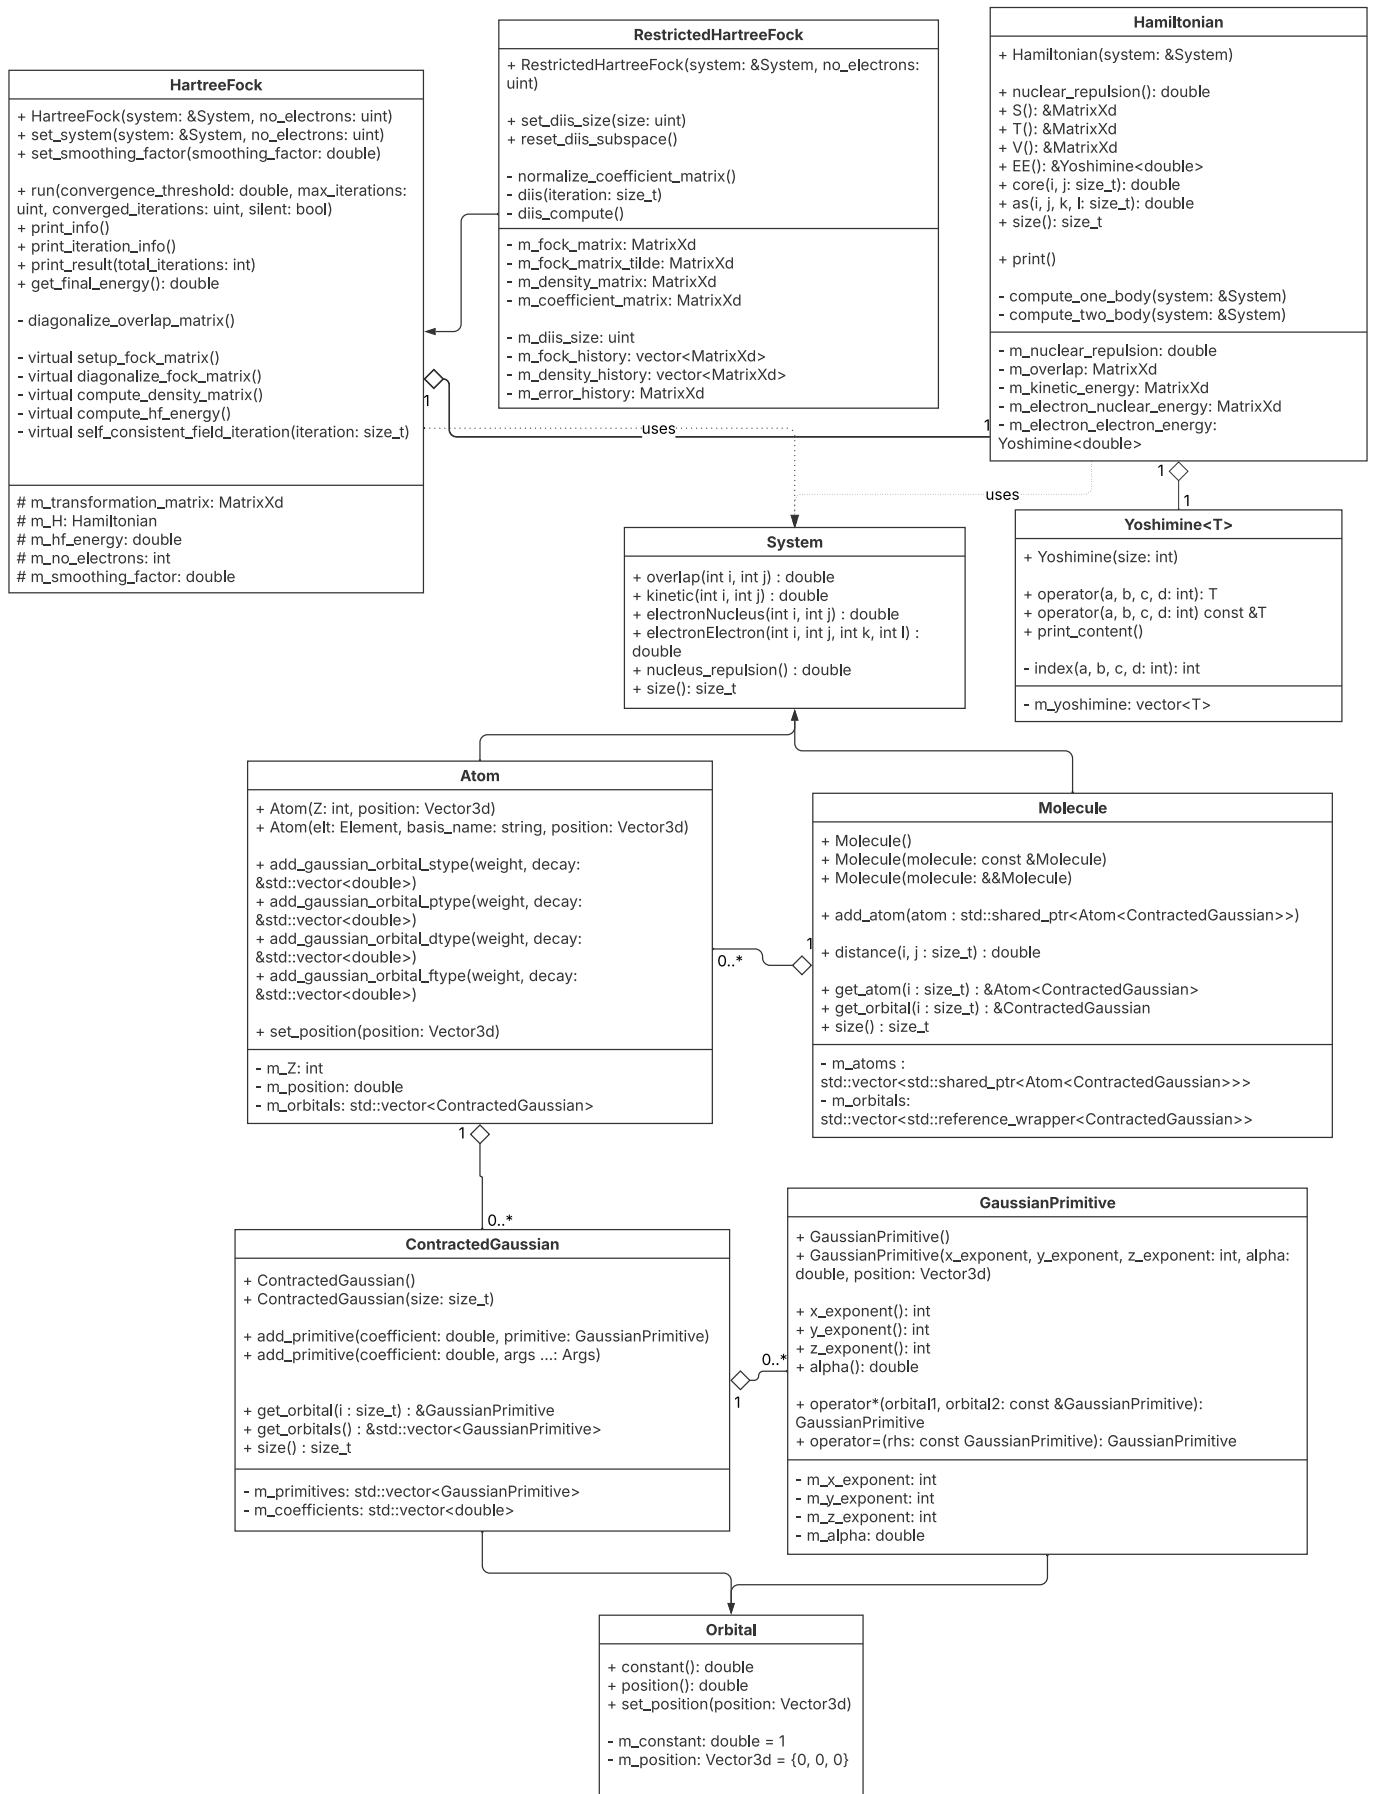 HartreeFock
+ HartreeFock(system: &System, no_electrons: uint)
+ set_system(system: &System, no_electrons: uint)
+ set_smoothing_factor(smoothing_factor: double)
+ run(convergence_threshold: double, max_iterations:
uint, converged_iterations: uint, silent: bool)
+ print_info()
+ print_iteration_info()
+ print_result(total_iterations: int)
+ get_final_energy(): double
- diagonalize_overlap_matrix()
- virtual setup_fock_matrix()
- virtual diagonalize_fock_matrix()
- virtual compute_density_matrix()
- virtual compute_hf_energy()
- virtual self_consistent_field_iteration(iteration: size_t)
# m_transformation_matrix: MatrixXd
# m_H: Hamiltonian
# m_hf_energy: double
# m_no_electrons: int
# m_smoothing_factor: double
RestrictedHartreeFock
+ RestrictedHartreeFock(system: &System, no_electrons:
uint)
+ set_diis_size(size: uint)
+ reset_diis_subspace()
- normalize_coefficient_matrix()
- diis(iteration: size_t)
- diis_compute()
- m_fock_matrix: MatrixXd
- m_fock_matrix_tilde: MatrixXd
- m_density_matrix: MatrixXd
- m_coefficient_matrix: MatrixXd
- m_diis_size: uint
- m_fock_history: vector<MatrixXd>
- m_density_history: vector<MatrixXd>
- m_error_history: MatrixXd
Hamiltonian
+ Hamiltonian(system: &System)
+ nuclear_repulsion(): double
+ S(): &MatrixXd
+ T(): &MatrixXd
+ V(): &MatrixXd
+ EE(): &Yoshimine<double>
+ core(i, j: size_t): double
+ as(i, j, k, l: size_t): double
+ size(): size_t
+ print()
- compute_one_body(system: &System)
- compute_two_body(system: &System)
- m_nuclear_repulsion: double
- m_overlap: MatrixXd
- m_kinetic_energy: MatrixXd
- m_electron_nuclear_energy: MatrixXd
- m_electron_electron_energy:
Yoshimine<double>
1
1
uses
uses
1
1
Yoshimine<T>
+ Yoshimine(size: int)
+ operator(a, b, c, d: int): T
+ operator(a, b, c, d: int) const &T
+ print_content()
- index(a, b, c, d: int): int
- m_yoshimine: vector<T>
System
+ overlap(int i, int j) : double
+ kinetic(int i, int j) : double
+ electronNucleus(int i, int j) : double
+ electronElectron(int i, int j, int k, int l) :
double
+ nucleus_repulsion() : double
+ size(): size_t
Atom
+ Atom(Z: int, position: Vector3d)
+ Atom(elt: Element, basis_name: string, position: Vector3d)
+ add_gaussian_orbital_stype(weight, decay:
&std::vector<double>)
+ add_gaussian_orbital_ptype(weight, decay:
&std::vector<double>)
+ add_gaussian_orbital_dtype(weight, decay:
&std::vector<double>)
+ add_gaussian_orbital_ftype(weight, decay:
&std::vector<double>)
+ set_position(position: Vector3d)
- m_Z: int
- m_position: double
- m_orbitals: std::vector<ContractedGaussian>
0..*
1
Molecule
+ Molecule()
+ Molecule(molecule: const &Molecule)
+ Molecule(molecule: &&Molecule)
+ add_atom(atom : std::shared_ptr<Atom<ContractedGaussian>>)
+ distance(i, j : size_t) : double
+ get_atom(i : size_t) : &Atom<ContractedGaussian>
+ get_orbital(i : size_t) : &ContractedGaussian
+ size() : size_t
- m_atoms :
std::vector<std::shared_ptr<Atom<ContractedGaussian>>>
- m_orbitals:
std::vector<std::reference_wrapper<ContractedGaussian>>
1
0..*
ContractedGaussian
+ ContractedGaussian()
+ ContractedGaussian(size: size_t)
+ add_primitive(coefficient: double, primitive: GaussianPrimitive)
+ add_primitive(coefficient: double, args ...: Args)
+ get_orbital(i : size_t) : &GaussianPrimitive
+ get_orbitals() : &std::vector<GaussianPrimitive>
+ size() : size_t
- m_primitives: std::vector<GaussianPrimitive>
- m_coefficients: std::vector<double>
0..*
1
GaussianPrimitive
+ GaussianPrimitive()
+ GaussianPrimitive(x_exponent, y_exponent, z_exponent: int, alpha:
double, position: Vector3d)
+ x_exponent(): int
+ y_exponent(): int
+ z_exponent(): int
+ alpha(): double
+ operator*(orbital1, orbital2: const &GaussianPrimitive):
GaussianPrimitive
+ operator=(rhs: const GaussianPrimitive): GaussianPrimitive
- m_x_exponent: int
- m_y_exponent: int
- m_z_exponent: int
- m_alpha: double
Orbital
+ constant(): double
+ position(): double
+ set_position(position: Vector3d)
- m_constant: double = 1
- m_position: Vector3d = {0, 0, 0}